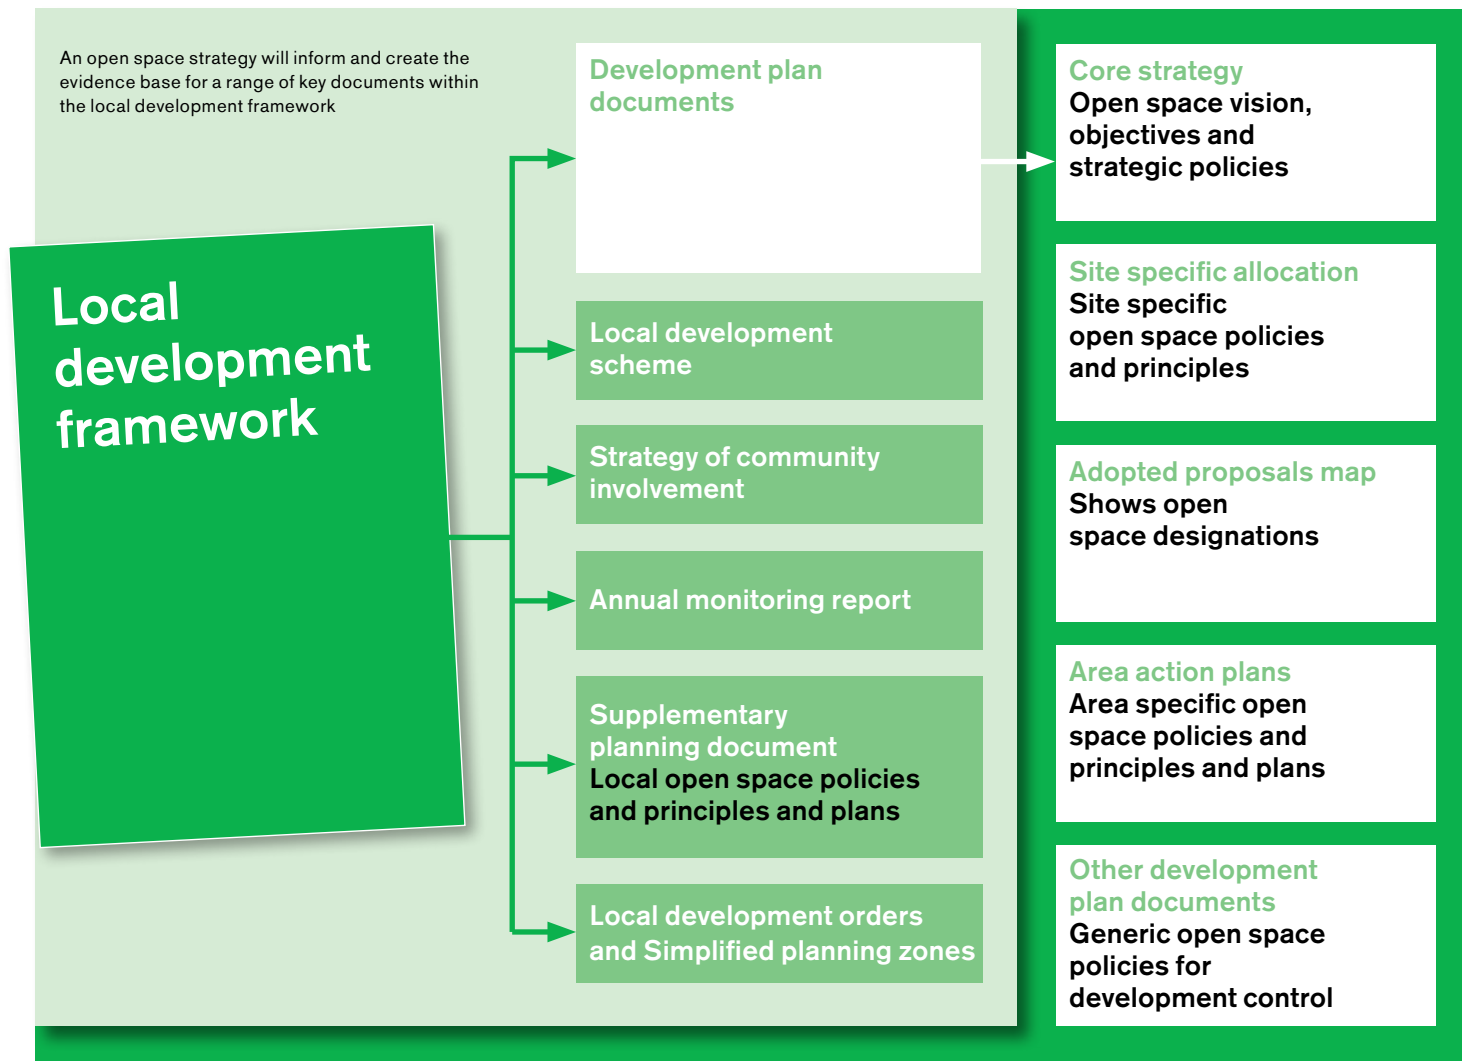 An open space strategy will inform and create the
evidence base for a range of key documents within
the local development framework
Local
development
framework
Development plan
documents
Local development
scheme
Strategy of community
involvement
Annual monitoring report
Supplementary
planning document
Local open space policies
and principles and plans
Local development orders
and Simplified planning zones
Core strategy
Open space vision,
objectives and
strategic policies
Site specific allocation
Site specific
open space policies
and principles
Adopted proposals map
Shows open
space designations
Area action plans
Area specific open
space policies and
principles and plans
Other development
plan documents
Generic open space
policies for
development control